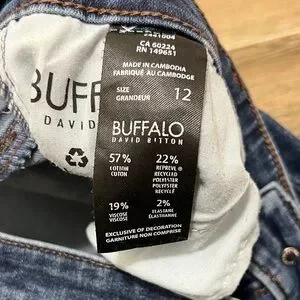 CA 60224
RN 149651
MADE IN CAMBODIA
FABRIQUÉ AU CAMBODGE
SIZE
GRANDEUR
12
BUFFALO
DAVID BITTON
57%
COTTON
COTON
22%
REPREVE®
RECYCLED
POLYESTER
POLYESTER
RECYCLÉ
19%
VISCOSE
VISCOSE
2%
ELASTANE
ÉLASTHANNE
EXCLUSIVE OF DECORATION
GARNITURE NON COMPRISE
BUFF
DAVID